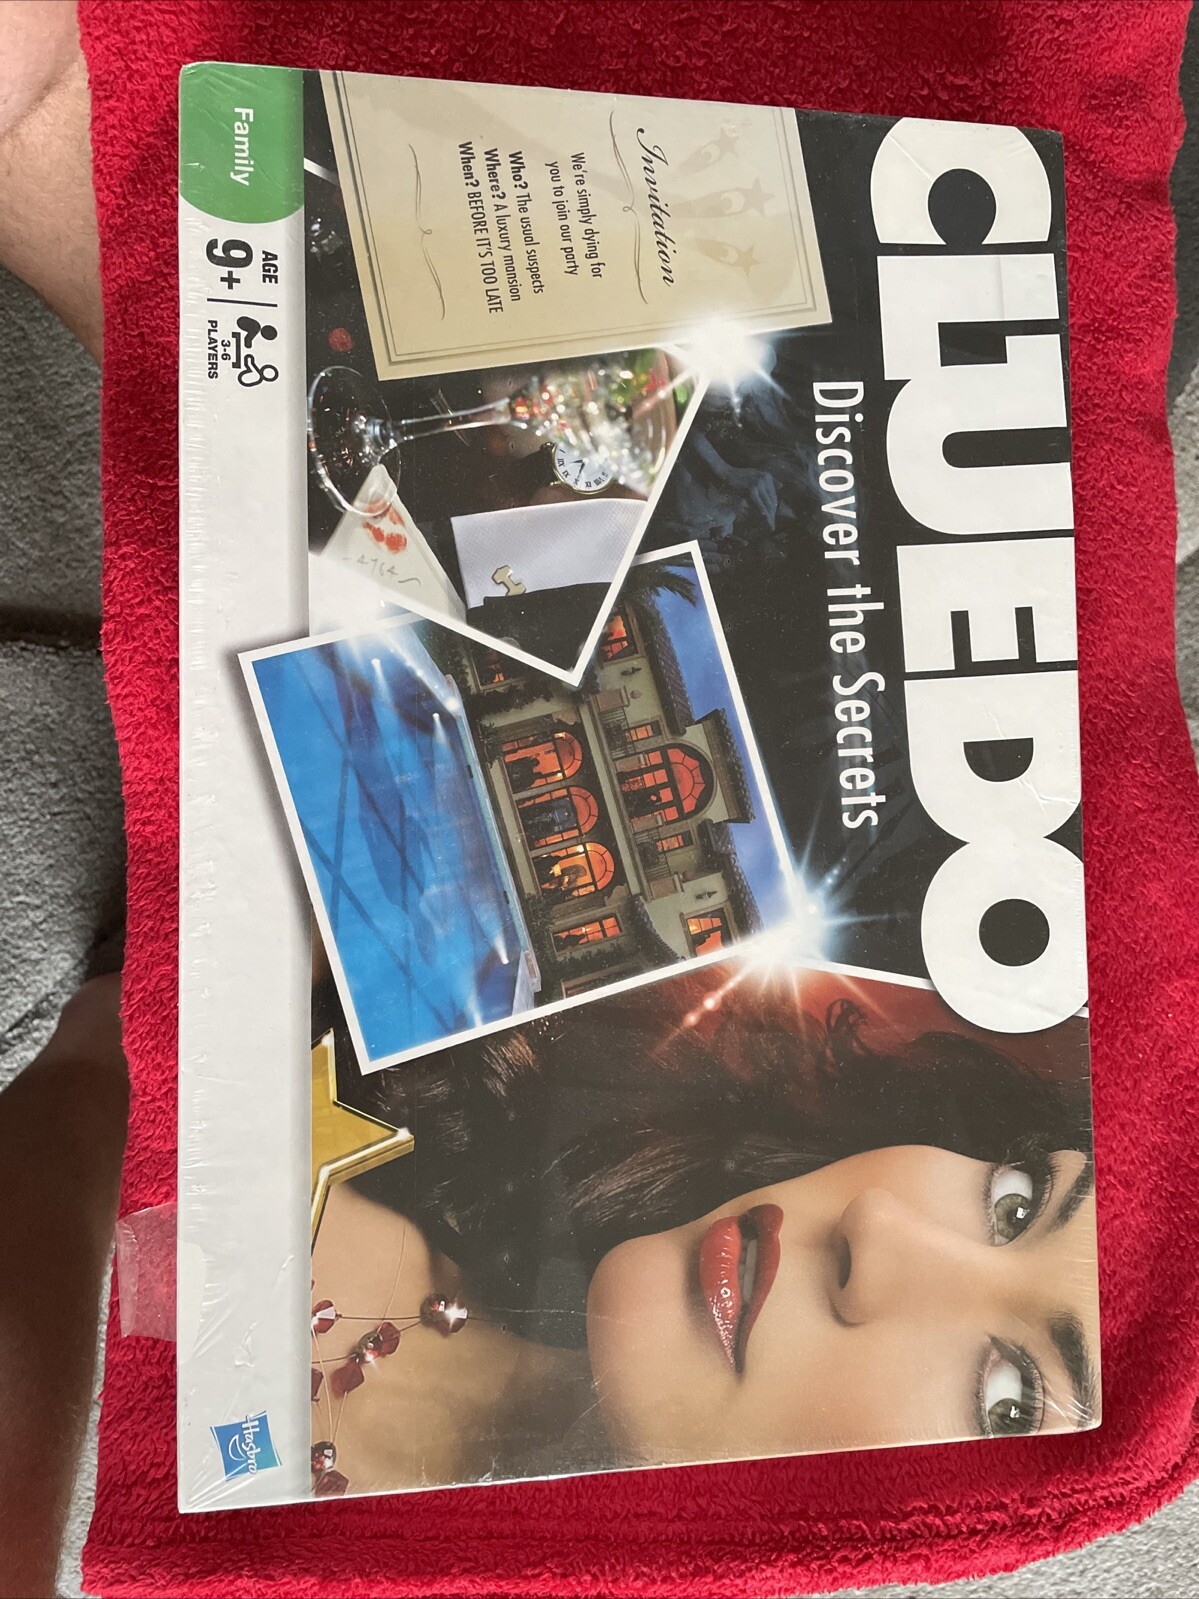 CLUEDO
Discover the Secrets
Invitation
We're simply dying for
you to join our party
Who? The usual suspects
Where? A luxury mansion
When? BEFORE IT'S TOO LATE
Family
AGE
9+
3-6
PLAYERS
Hasbro